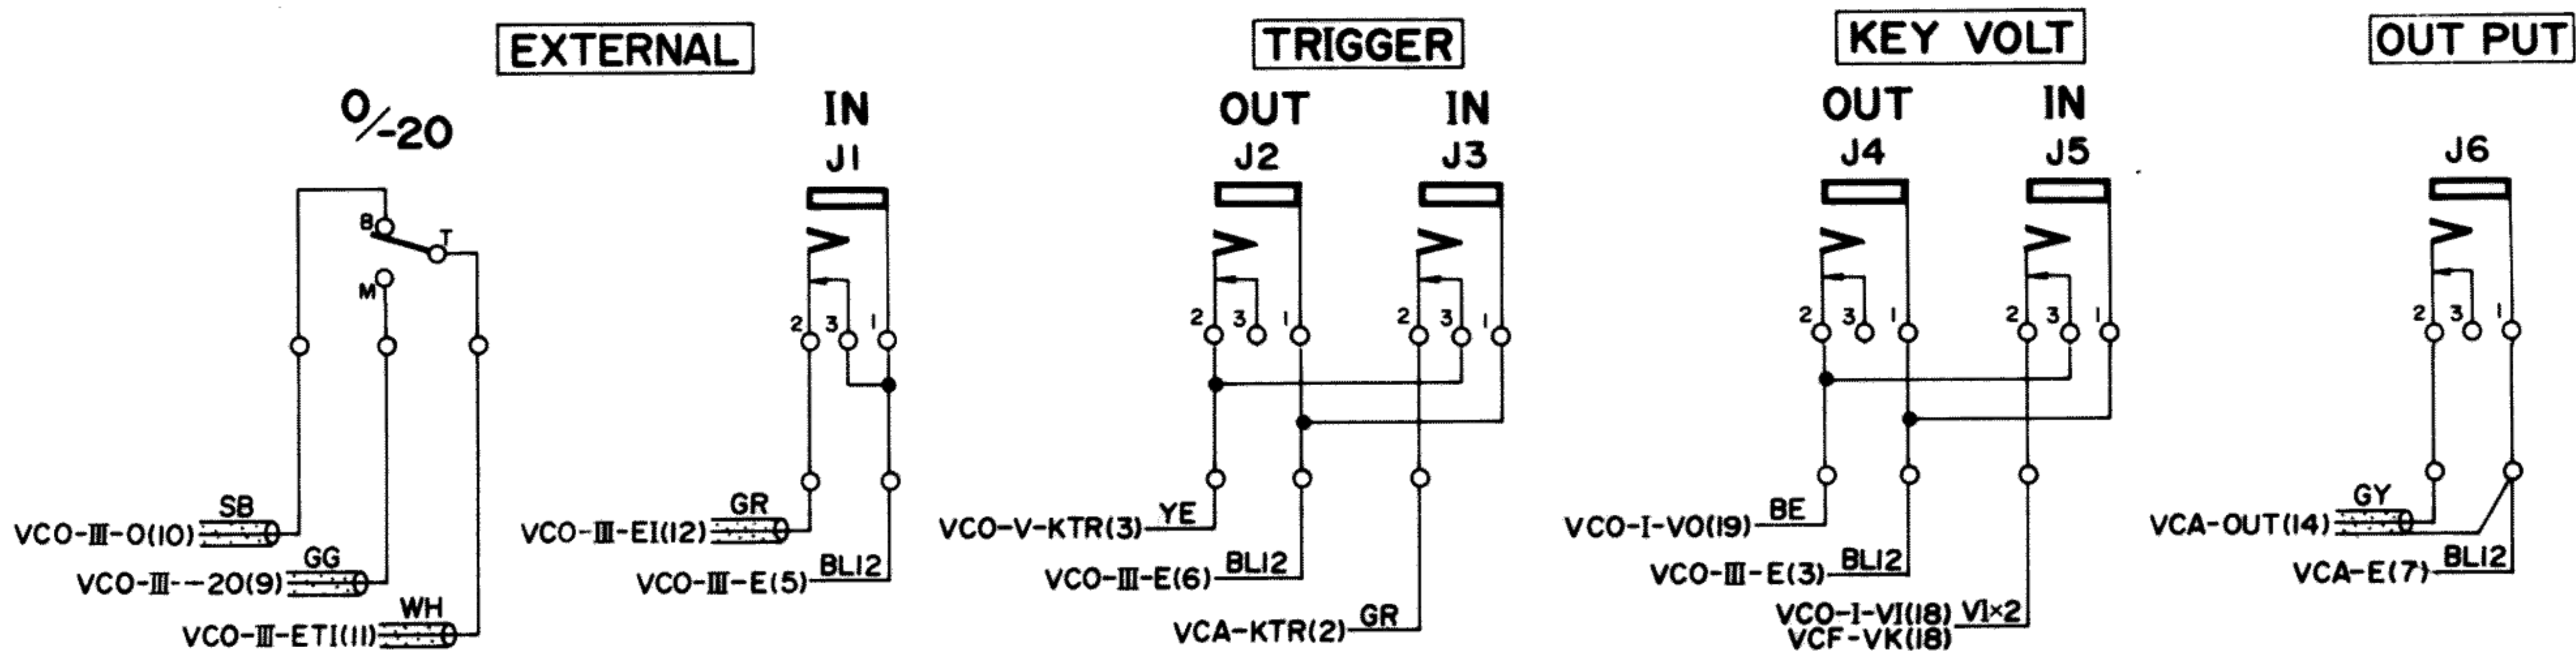 EXTERNAL
TRIGGER
KEY VOLT
OUT PUT
0/-20
IN
OUT
IN
OUT
IN
J1
J2
J3
J4
J5
J6
B
T
M
2 3 1
2 3 1
2 3 1
2 3 1
2 3 1
2 3 1
SB
VCO-III-0(10)
GG
VCO-III--20(9)
WH
VCO-III-ETI(11)
GR
VCO-III-EI(12)
VCO-III-E(5) BL12
VCO-V-KTR(3) YE
VCO-III-E(6) BL12
VCA-KTR(2) GR
VCO-I-VO(19) BE
VCO-III-E(3) BL12
VCO-I-VI(18) VI×2
VCF-VK(18)
GY
VCA-OUT(14)
VCA-E(7) BL12